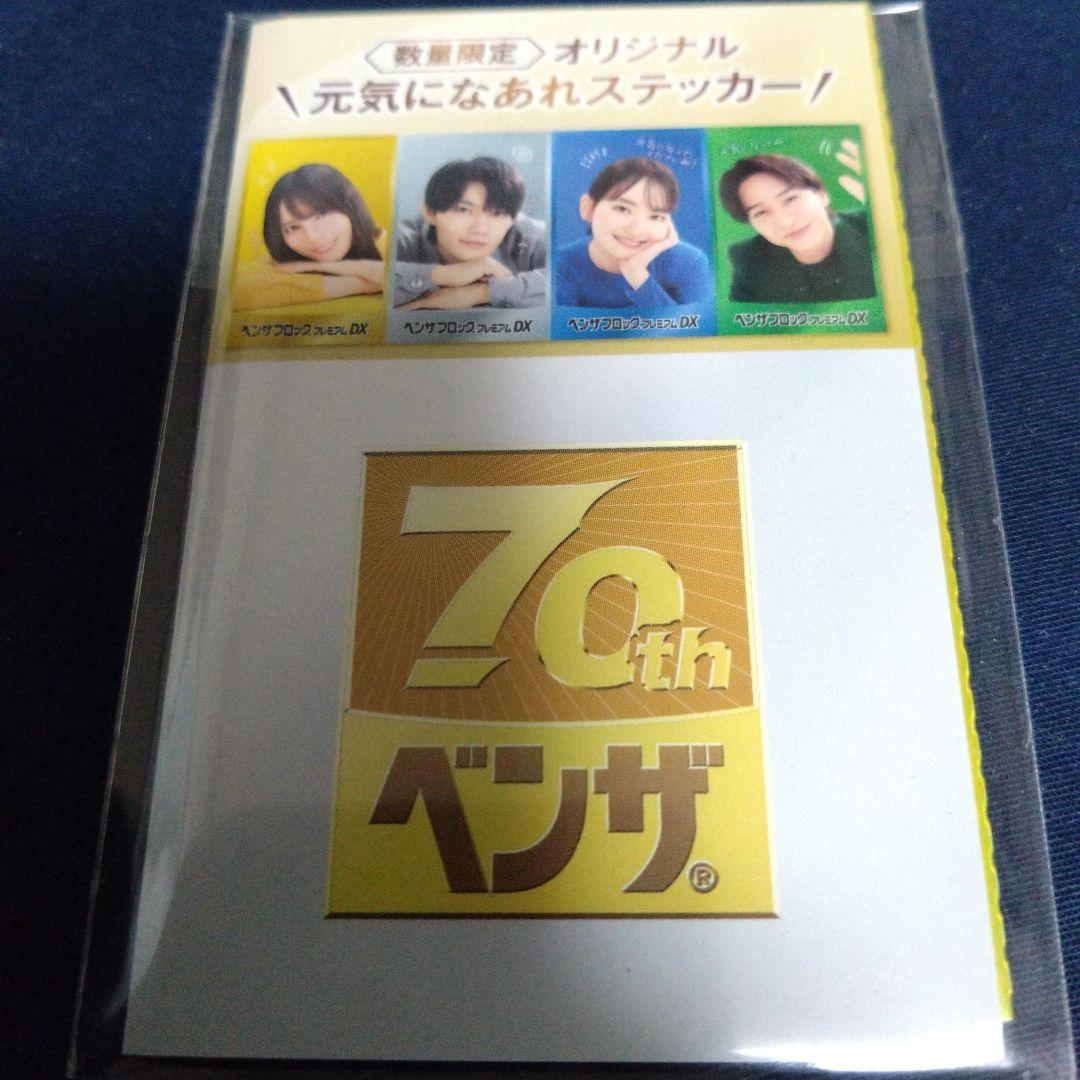 数量限定 オリジナル
元気になあれステッカー
ベンザブロックプレミアムDX
ベンザブロックプレミアムDX
ベンザブロックプレミアムDX
ベンザブロックプレミアムDX
70th
ベンザ®